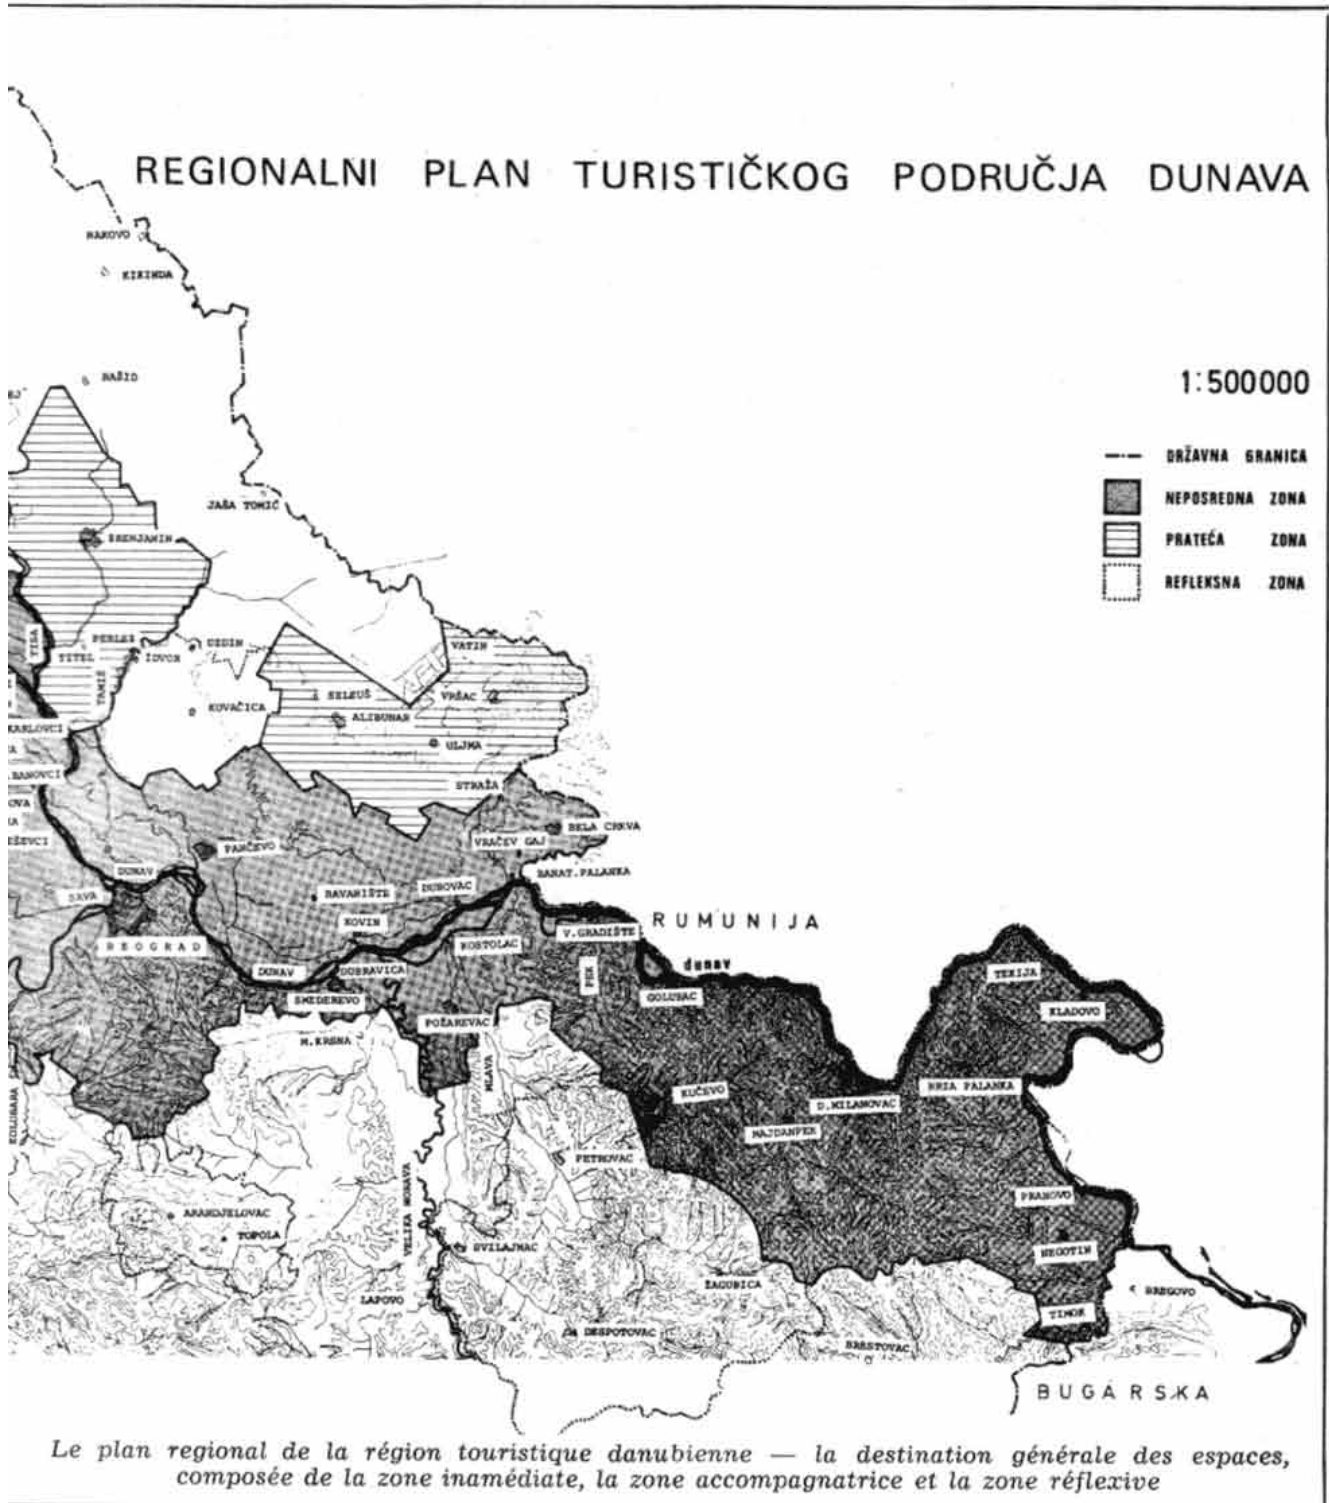 REGIONALNI PLAN TURISTIČKOG PODRUČJA DUNAVA
NAKOVO
KIKINDA
BAŠID
1:500000
DRŽAVNA GRANICA
NEPOSREDNA ZONA
PRATEĆA ZONA
REFLEKSNA ZONA
JAŠA TOMIĆ
ZRENJANIN
TISA
PERLEZ
TITEL
IDVOR
UZDIN
TAMIŠ
VATIN
SELEUŠ
VRŠAC
KOVAČICA
ALIBUNAR
KARLOVCI
ULJMA
BANOVCI
STRAŽA
BELA CRKVA
VRAČEV GAJ
PANČEVO
DUNAV
BANAT.PALANKA
SAVA
BAVANIŠTE
DUBOVAC
KOVIN
RUMUNIJA
V.GRADIŠTE
BEOGRAD
KOSTOLAC
dunav
DUNAV
DUBRAVICA
PEK
TEKIJA
SMEDEREVO
GOLUBAC
KLADOVO
POŽAREVAC
M.KRSNA
MLAVA
KOLUBARA
KUČEVO
BRZA PALANKA
D.MILANOVAC
MAJDANPEK
PETROVAC
PRAHOVO
ARANDJELOVAC
TOPOLA
VELIKA MORAVA
SVILAJNAC
NEGOTIN
ŽAGUBICA
BREGOVO
LAPOVO
TIMOK
DESPOTOVAC
BRESTOVAC
BUGARSKA
Le plan regional de la région touristique danubienne — la destination générale des espaces,
composée de la zone inamédiate, la zone accompagnatrice et la zone réflexive